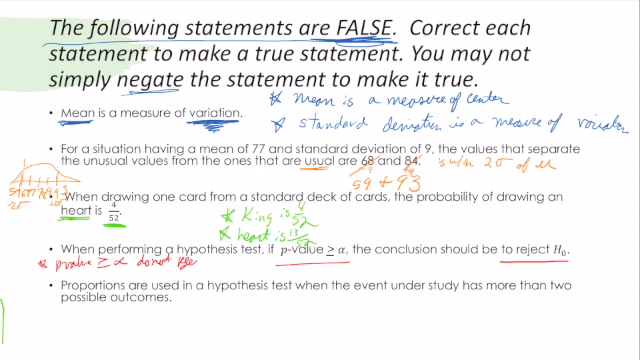 The following statements are FALSE. Correct each
statement to make a true statement. You may not
simply negate the statement to make it true.
* mean is a measure of center
• Mean is a measure of variation.
* standard deviation is a measure of variation
• For a situation having a mean of 77 and standard deviation of 9, the values that separate
the unusual values from the ones that are usual are 68 and 84. is w/in 2σ of μ
59 + 93
-2σ
• When drawing one card from a standard deck of cards, the probability of drawing an
heart is 4/52.
* King is 4/52
* heart is 13/52
• When performing a hypothesis test, if p-value ≥ α, the conclusion should be to reject H₀.
* pvalue ≥ α do not
• Proportions are used in a hypothesis test when the event under study has more than two
possible outcomes.